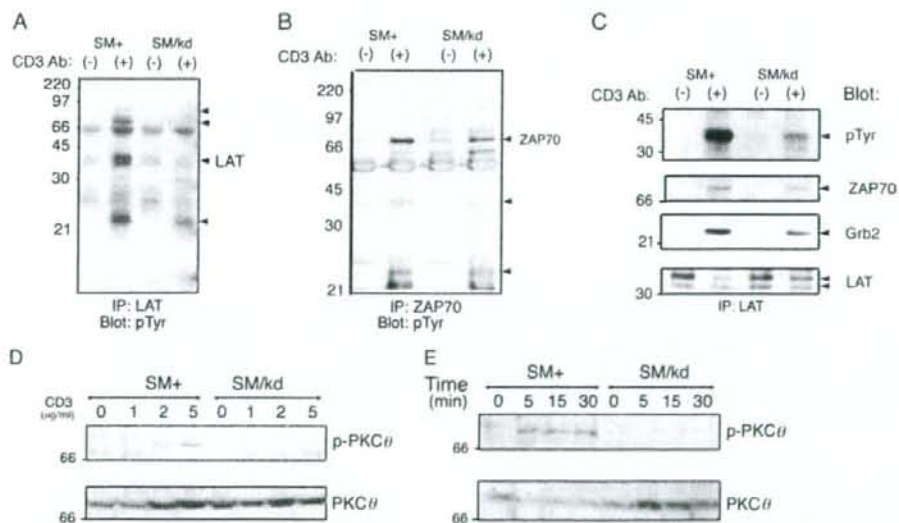 A
SM+ SM/kd
CD3 Ab: (-) (+) (-) (+)
220
97
66
45
30
21
LAT
IP: LAT
Blot: pTyr
B
SM+ SM/kd
CD3 Ab: (-) (+) (-) (+)
220
97
66
45
30
21
ZAP70
IP: ZAP70
Blot: pTyr
C
SM+ SM/kd
CD3 Ab: (-) (+) (-) (+) Blot:
45
30
pTyr
66
ZAP70
21
Grb2
30
LAT
IP: LAT
D
SM+ SM/kd
CD3 0 1 2 5 0 1 2 5
(μg/ml)
66
p-PKCθ
66
PKCθ
E
SM+ SM/kd
Time 0 5 15 30 0 5 15 30
(min)
66
p-PKCθ
66
PKCθ